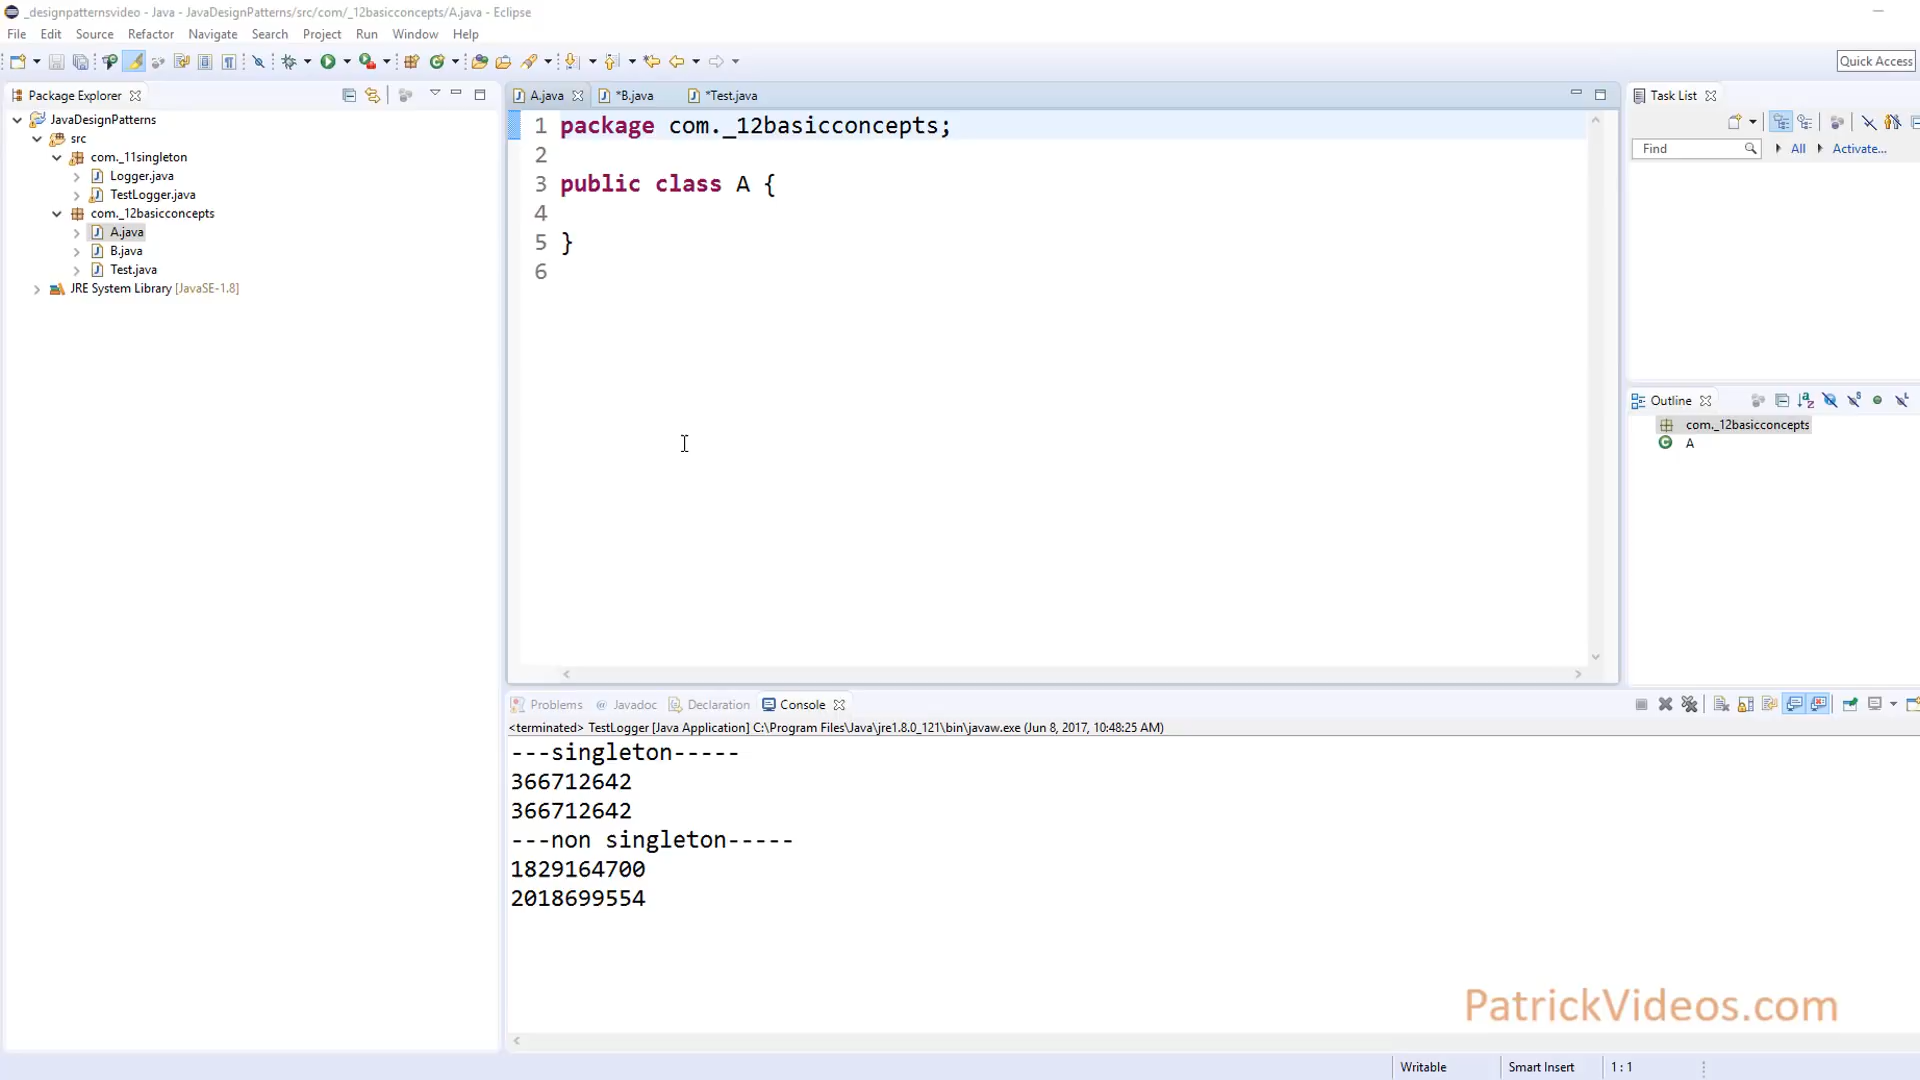 _designpatternsvideo - Java - JavaDesignPatterns/src/com/_12basicconcepts/A.java - Eclipse
File Edit Source Refactor Navigate Search Project Run Window Help
Quick Access
Package Explorer
JavaDesignPatterns
src
com._11singleton
Logger.java
TestLogger.java
com._12basicconcepts
A.java
B.java
Test.java
JRE System Library [JavaSE-1.8]
A.java *B.java *Test.java
1 package com._12basicconcepts;
2
3 public class A {
4
5 }
6
Task List
Find All Activate...
Outline
com._12basicconcepts
A
Problems @ Javadoc Declaration Console
<terminated> TestLogger [Java Application] C:\Program Files\Java\jre1.8.0_121\bin\javaw.exe (Jun 8, 2017, 10:48:25 AM)
---singleton-----
366712642
366712642
---non singleton-----
1829164700
2018699554
PatrickVideos.com
Writable Smart Insert 1 : 1